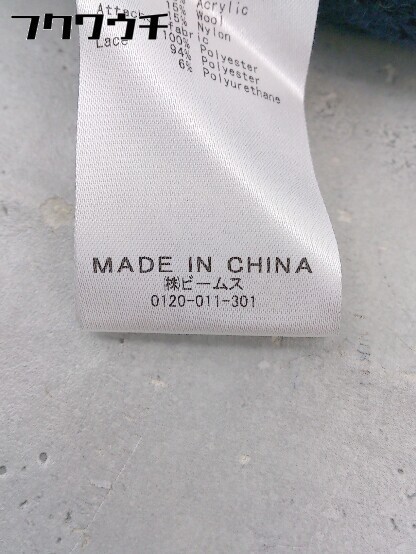 フクウウチ
Acrylic
15% Wool
Attach 15% Nylon
fabric
100% Polyester
Lace 94% Polyester
6% Polyurethane
MADE IN CHINA
㈱ビームス
0120-011-301